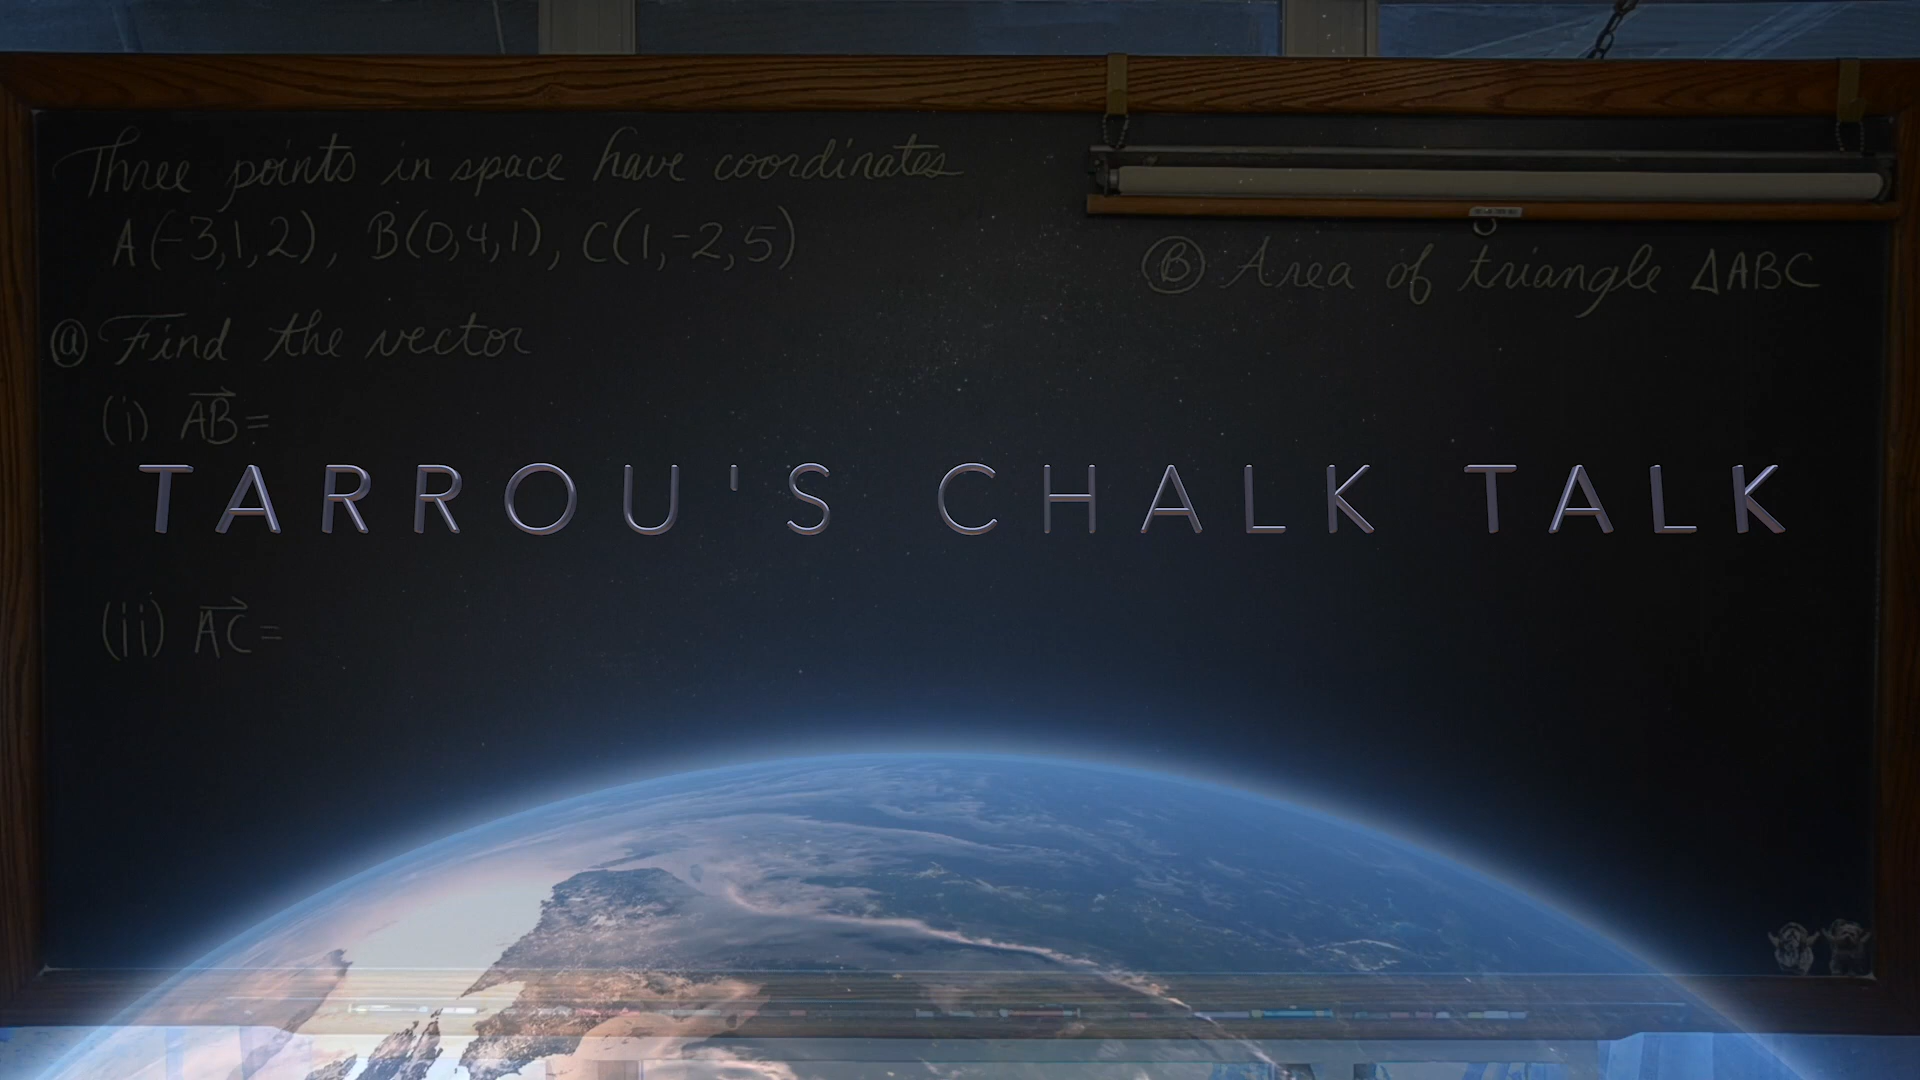 Three points in space have coordinates
A(-3,1,2), B(0,4,1), C(1,-2,5)
ⓐ Find the vector
(i) AB⃗=
TARROU'S CHALK TALK
(ii) AC⃗=
Ⓑ Area of triangle ΔABC